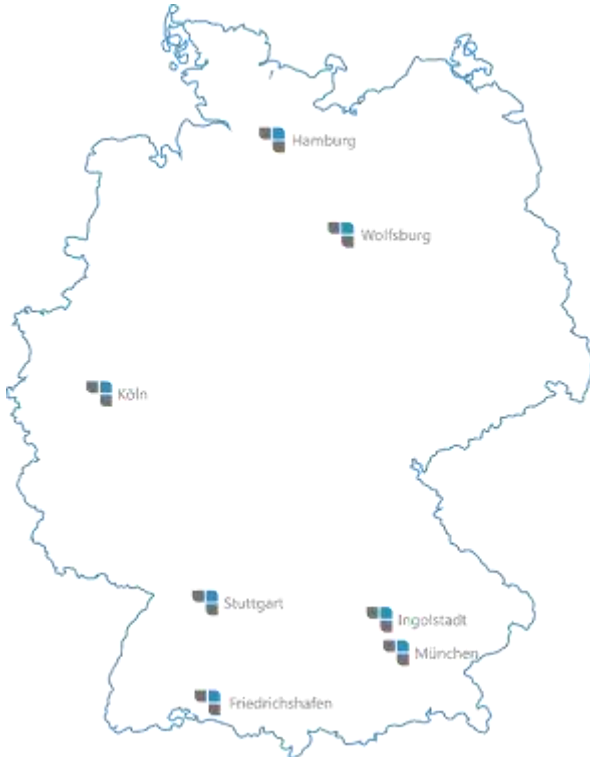 Hamburg
Wolfsburg
Köln
Stuttgart
Ingolstadt
München
Friedrichshafen